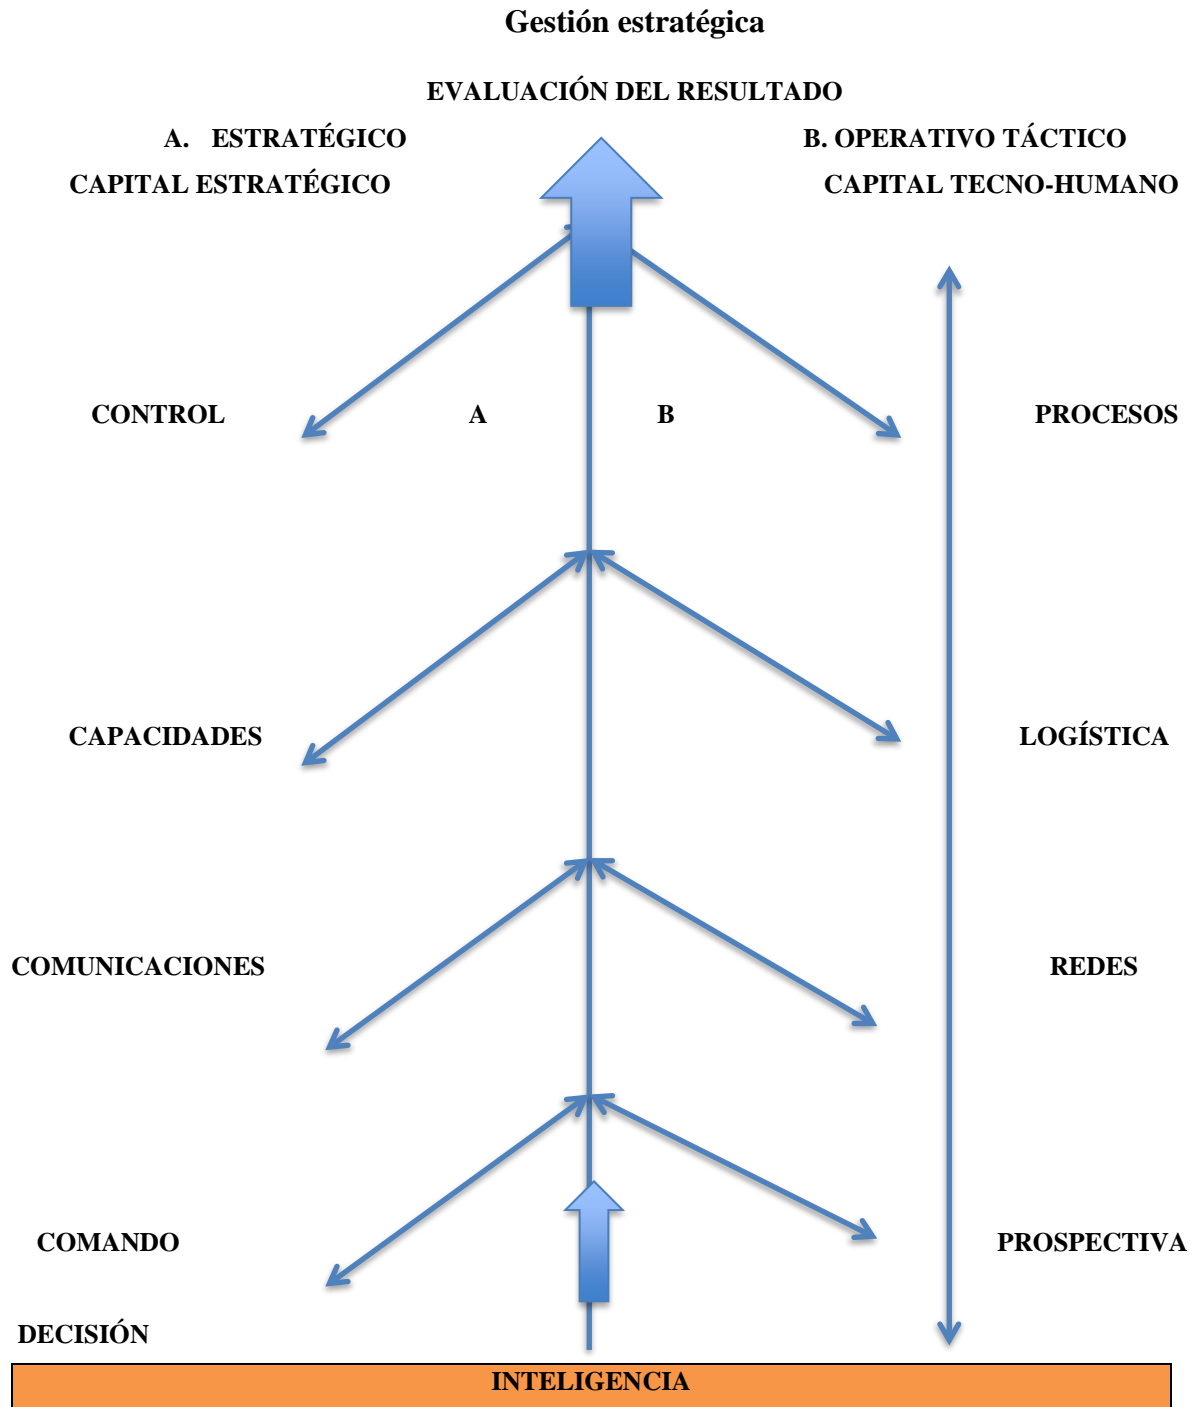 Gestión estratégica
EVALUACIÓN DEL RESULTADO
A. ESTRATÉGICO B. OPERATIVO TÁCTICO
CAPITAL ESTRATÉGICO CAPITAL TECNO-HUMANO
CONTROL A B PROCESOS
CAPACIDADES LOGÍSTICA
COMUNICACIONES REDES
COMANDO PROSPECTIVA
DECISIÓN
INTELIGENCIA